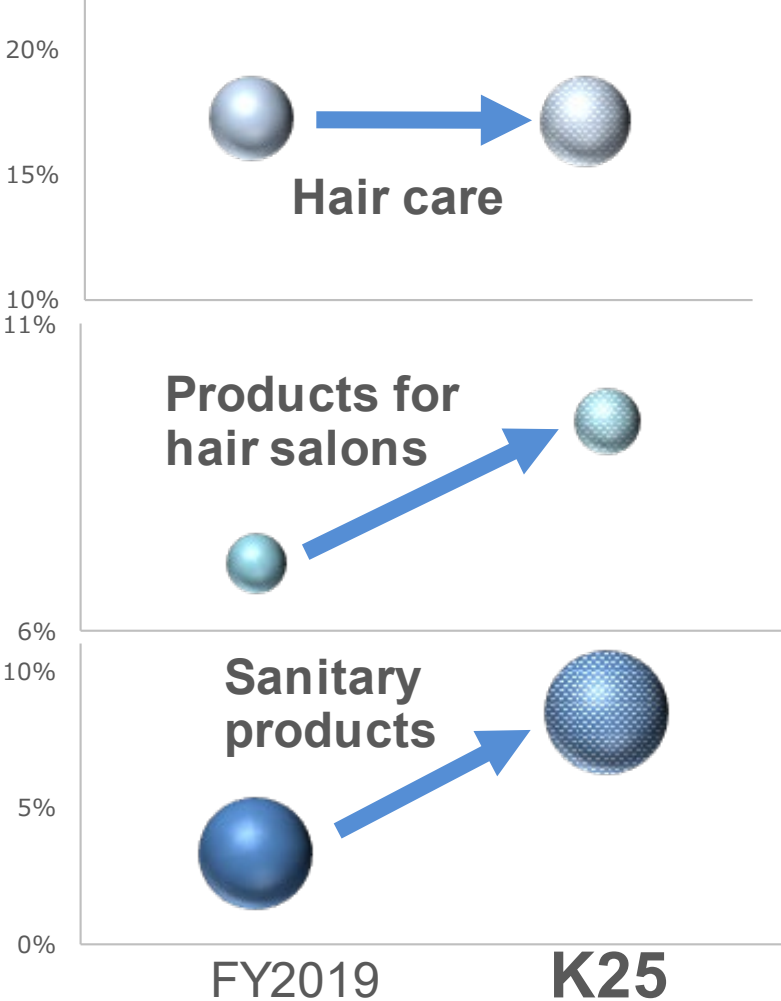 20%
15%
Hair care
10%
11%
Products for
hair salons
6%
10%
Sanitary
products
5%
0%
FY2019 K25